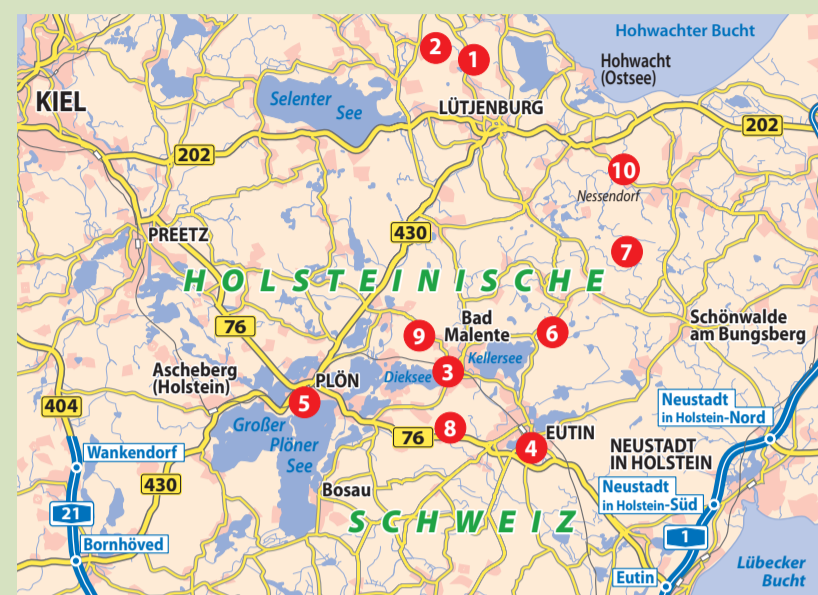 Hohwachter Bucht
2
1
Hohwacht
(Ostsee)
KIEL
Selenter
See
LÜTJENBURG
202
202
10
Nessendorf
PREETZ
430
7
HOLSTEINISCHE
76
9
Bad
Malente
6
Schönwalde
am Bungsberg
Kellersee
Ascheberg
(Holstein)
PLÖN
Dieksee
3
404
5
Großer
Plöner
See
76
8
4
EUTIN
Neustadt
in Holstein-Nord
NEUSTADT
IN HOLSTEIN
Wankendorf
430
Bosau
Neustadt
in Holstein-Süd
21
SCHWEIZ
1
Bornhöved
Eutin
Lübecker
Bucht